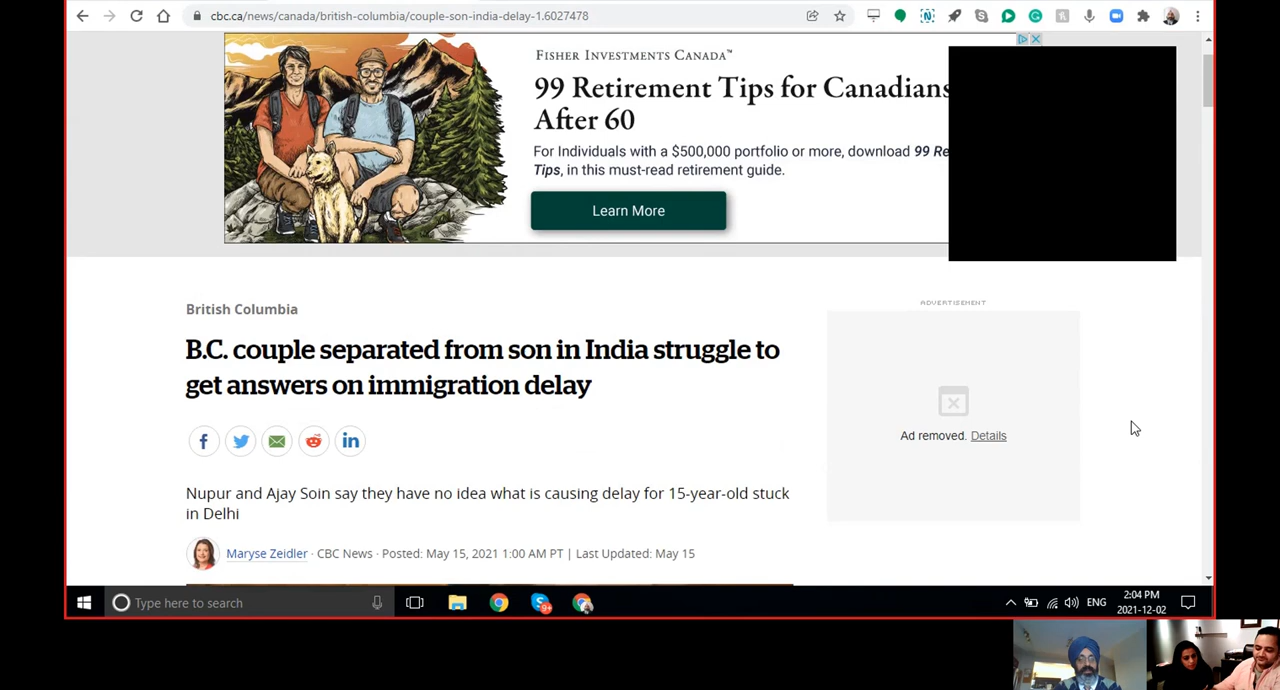 cbc.ca/news/canada/british-columbia/couple-son-india-delay-1.6027478
FISHER INVESTMENTS CANADA™
99 Retirement Tips for Canadians
After 60
For Individuals with a $500,000 portfolio or more, download 99 Re
Tips, in this must-read retirement guide.
Learn More
British Columbia
ADVERTISEMENT
B.C. couple separated from son in India struggle to
get answers on immigration delay
Ad removed. Details
Nupur and Ajay Soin say they have no idea what is causing delay for 15-year-old stuck
in Delhi
Maryse Zeidler · CBC News · Posted: May 15, 2021 1:00 AM PT | Last Updated: May 15
Type here to search
9+
ENG
2:04 PM
2021-12-02